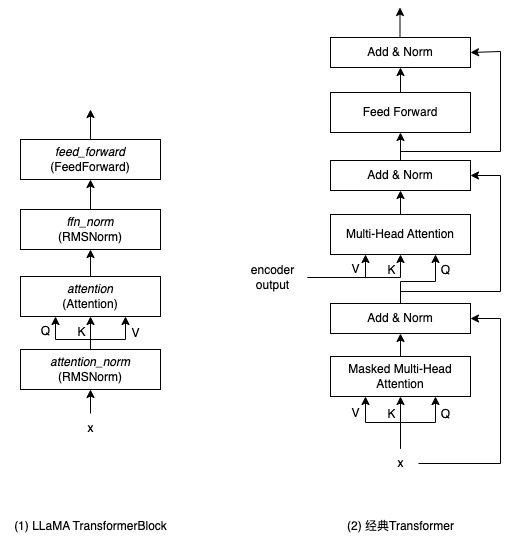 feed_forward
(FeedForward)
ffn_norm
(RMSNorm)
attention
(Attention)
Q K V
attention_norm
(RMSNorm)
x
(1) LLaMA TransformerBlock
Add & Norm
Feed Forward
Add & Norm
Multi-Head Attention
encoder
output
V K Q
Add & Norm
Masked Multi-Head
Attention
V K Q
x
(2) 经典Transformer